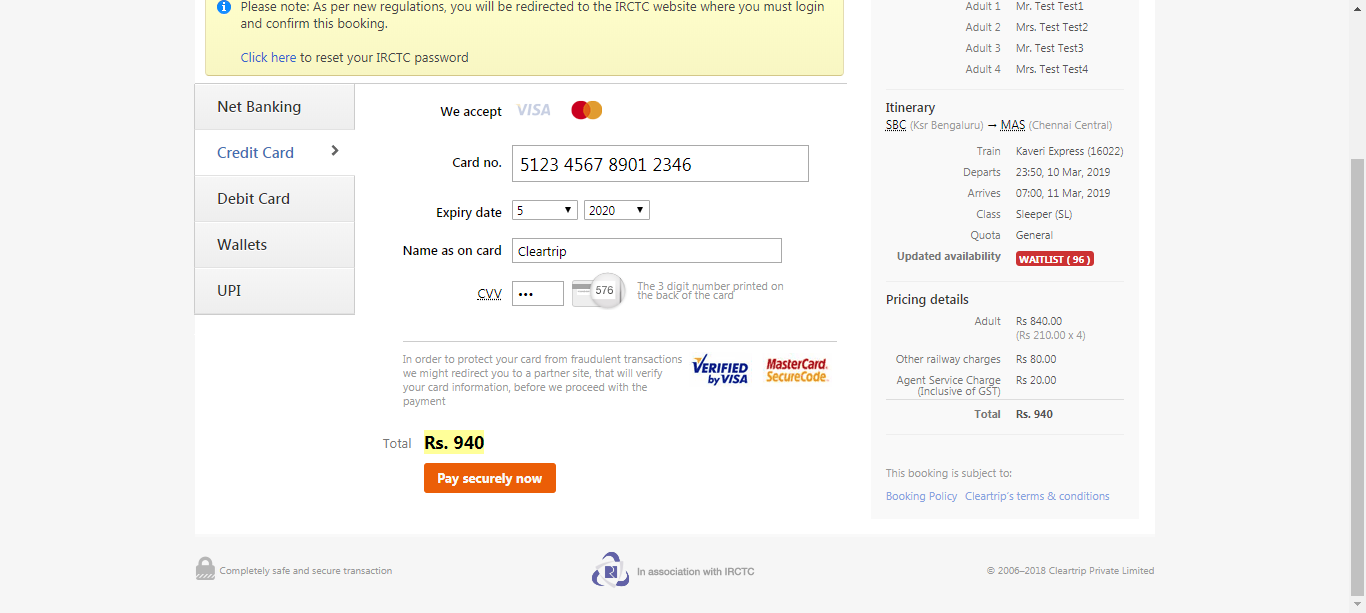 Please note: As per new regulations, you will be redirected to the IRCTC website where you must login
and confirm this booking.
Click here to reset your IRCTC password
Net Banking
Credit Card
Debit Card
Wallets
UPI
We accept VISA
Card no. 5123 4567 8901 2346
Expiry date 5 2020
Name as on card Cleartrip
CVV ••• 576 The 3 digit number printed on
the back of the card
In order to protect your card from fraudulent transactions
we might redirect you to a partner site, that will verify
your card information, before we proceed with the
payment
VERIFIED
by VISA
MasterCard.
SecureCode.
Total Rs. 940
Pay securely now
Adult 1 Mr. Test Test1
Adult 2 Mrs. Test Test2
Adult 3 Mr. Test Test3
Adult 4 Mrs. Test Test4
Itinerary
SBC (Ksr Bengaluru) → MAS (Chennai Central)
Train Kaveri Express (16022)
Departs 23:50, 10 Mar, 2019
Arrives 07:00, 11 Mar, 2019
Class Sleeper (SL)
Quota General
Updated availability WAITLIST ( 96 )
Pricing details
Adult Rs 840.00
(Rs 210.00 x 4)
Other railway charges Rs 80.00
Agent Service Charge Rs 20.00
(Inclusive of GST)
Total Rs. 940
This booking is subject to:
Booking Policy Cleartrip's terms & conditions
Completely safe and secure transaction
In association with IRCTC
© 2006–2018 Cleartrip Private Limited